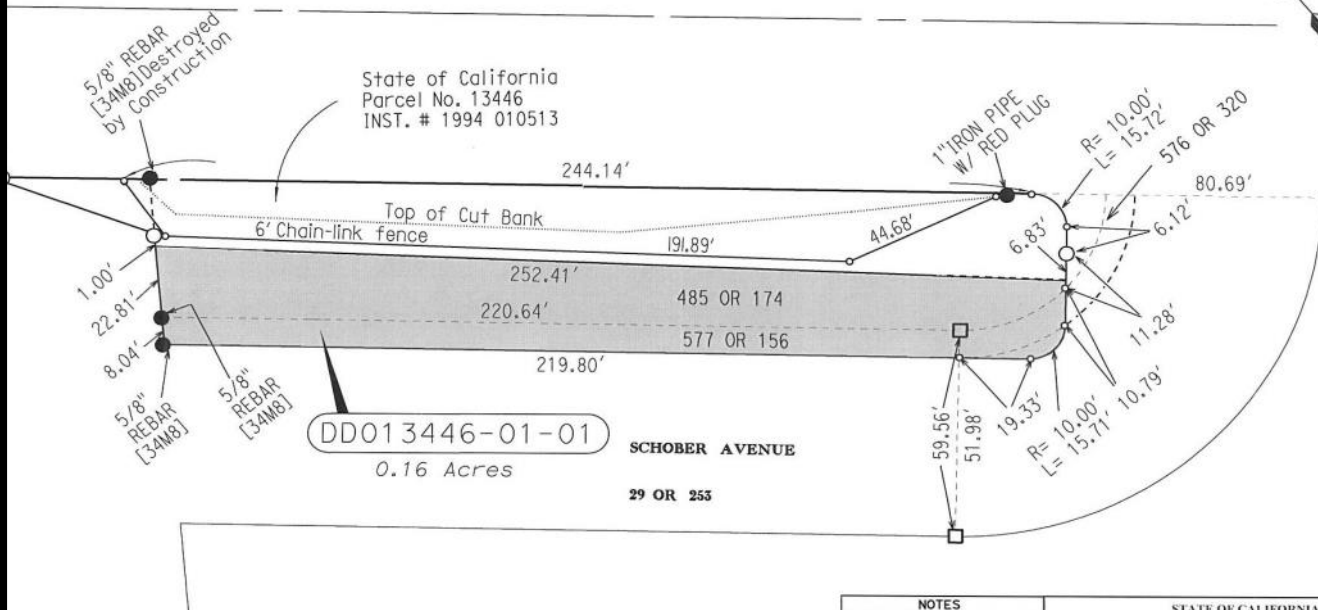 5/8" REBAR
[34M8]Destroyed
by Construction
State of California
Parcel No. 13446
INST. # 1994 010513
244.14'
1"IRON PIPE
W/ RED PLUG
R= 10.00'
L= 15.72'
576 OR 320
80.69'
Top of Cut Bank
6' Chain-link fence
191.89'
44.68'
6.83'
6.12'
1.00'
252.41'
485 OR 174
22.81'
220.64'
11.28'
577 OR 156
8.04'
219.80'
10.79'
5/8"
REBAR
[34M8]
5/8"
REBAR
[34M8]
19.33'
R= 10.00'
L= 15.71'
59.56'
51.98'
DD013446-01-01
0.16 Acres
SCHOBER AVENUE
29 OR 253
NOTES
STATE OF CALIFORNIA